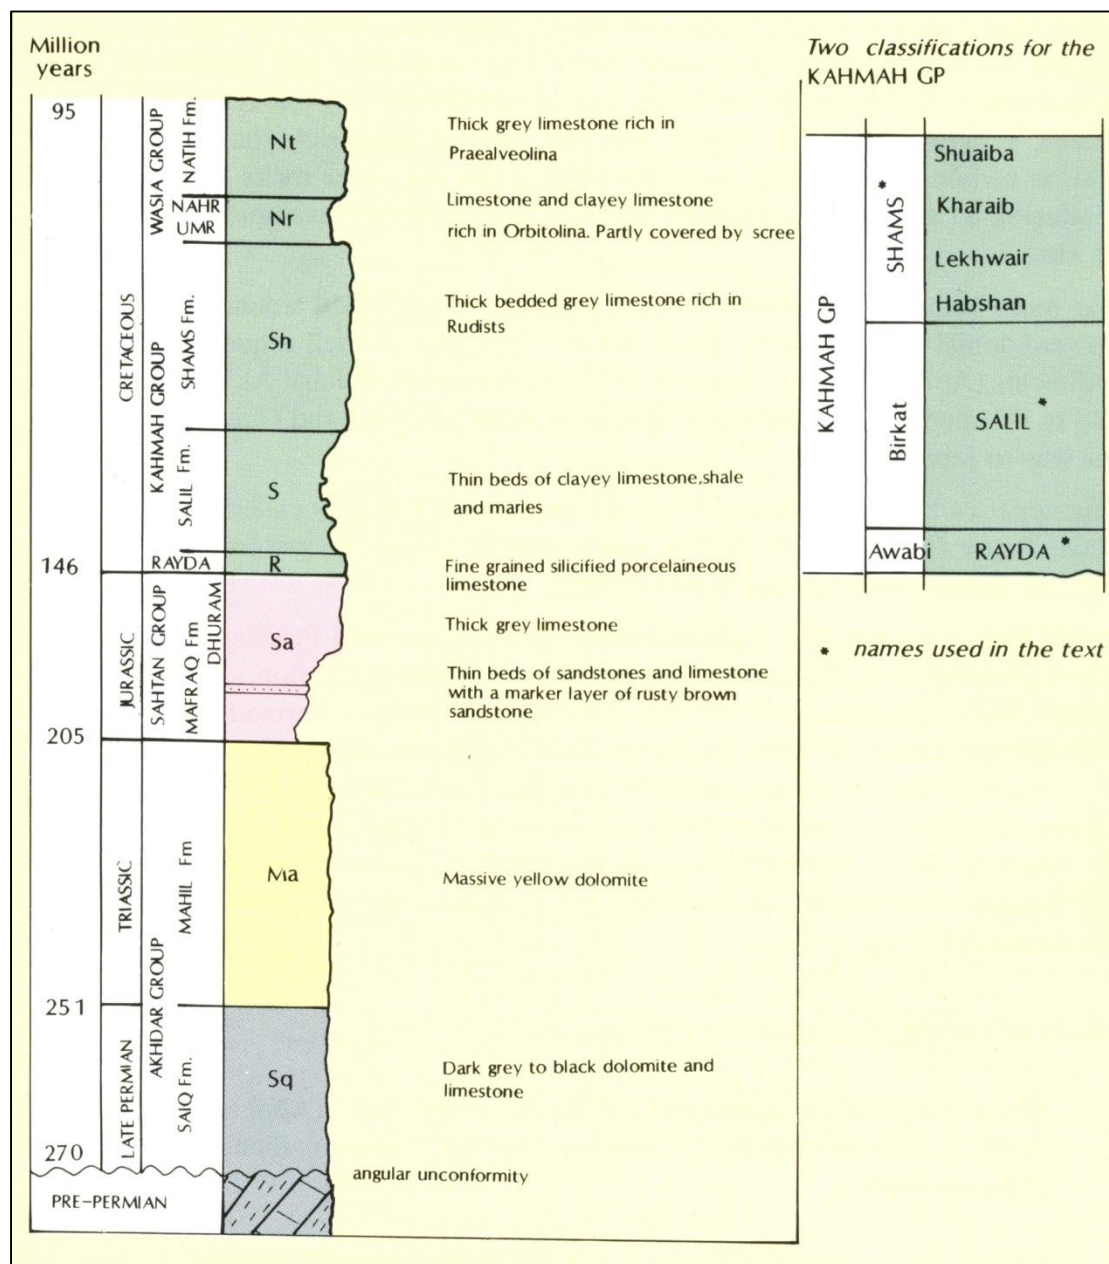 Million
years
95
146
205
251
270
CRETACEOUS
JURASSIC
TRIASSIC
LATE PERMIAN
PRE-PERMIAN
WASIA GROUP
KAHMAH GROUP
SAHTAN GROUP
AKHDAR GROUP
NATIH Fm.
NAHR
UMR
SHAMS Fm.
SALIL Fm.
RAYDA
MAFRAQ Fm
DHURAM
MAHIL Fm
SAIQ Fm.
Nt
Nr
Sh
S
R
Sa
Ma
Sq
Thick grey limestone rich in
Praealveolina
Limestone and clayey limestone
rich in Orbitolina. Partly covered by scree
Thick bedded grey limestone rich in
Rudists
Thin beds of clayey limestone,shale
and marles
Fine grained silicified porcelaineous
limestone
Thick grey limestone
Thin beds of sandstones and limestone
with a marker layer of rusty brown
sandstone
Massive yellow dolomite
Dark grey to black dolomite and
limestone
angular unconformity
Two classifications for the
KAHMAH GP
KAHMAH GP
SHAMS *
Birkat
Awabi
Shuaiba
Kharaib
Lekhwair
Habshan
SALIL *
RAYDA *
* names used in the text